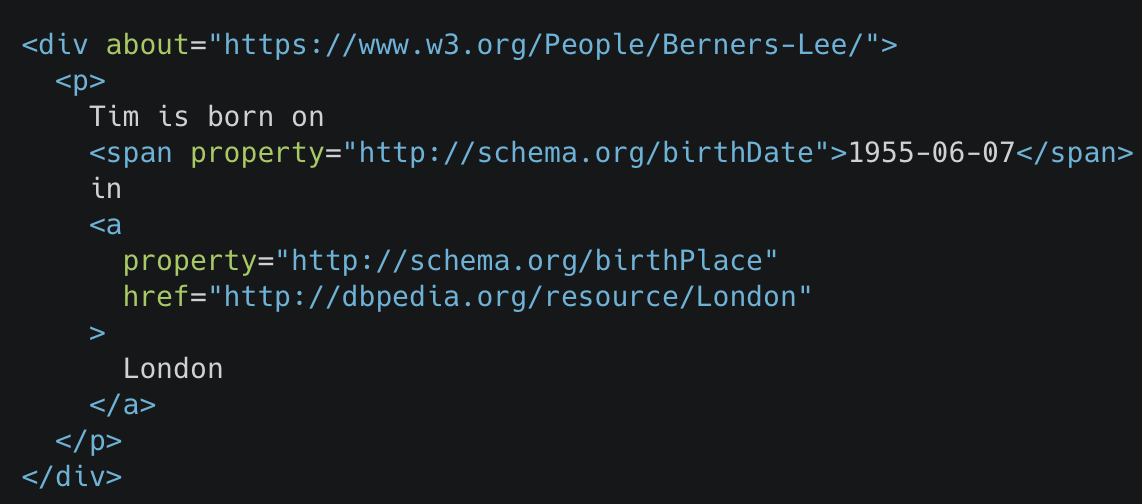 <div about="https://www.w3.org/People/Berners-Lee/">
  <p>
    Tim is born on
    <span property="http://schema.org/birthDate">1955-06-07</span>
    in
    <a
      property="http://schema.org/birthPlace"
      href="http://dbpedia.org/resource/London"
    >
      London
    </a>
  </p>
</div>